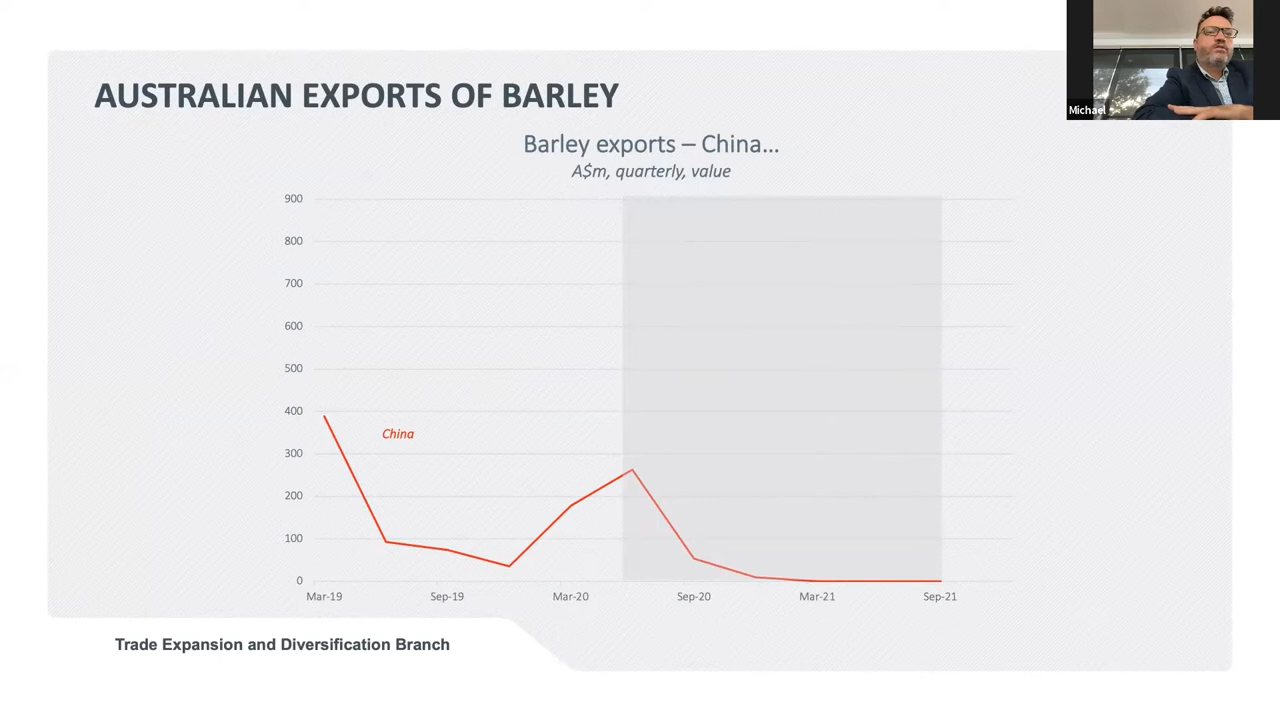 AUSTRALIAN EXPORTS OF BARLEY
Michael
Barley exports – China…
A$m, quarterly, value
900
800
700
600
500
400
300
200
100
0
China
Mar-19 Sep-19 Mar-20 Sep-20 Mar-21 Sep-21
Trade Expansion and Diversification Branch